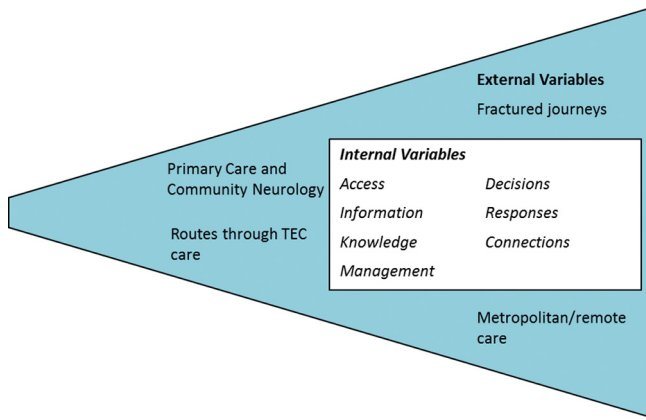 External Variables
Fractured journeys
Primary Care and
Community Neurology
Routes through TEC
care
Internal Variables
Access
Decisions
Information
Responses
Knowledge
Connections
Management
Metropolitan/remote
care